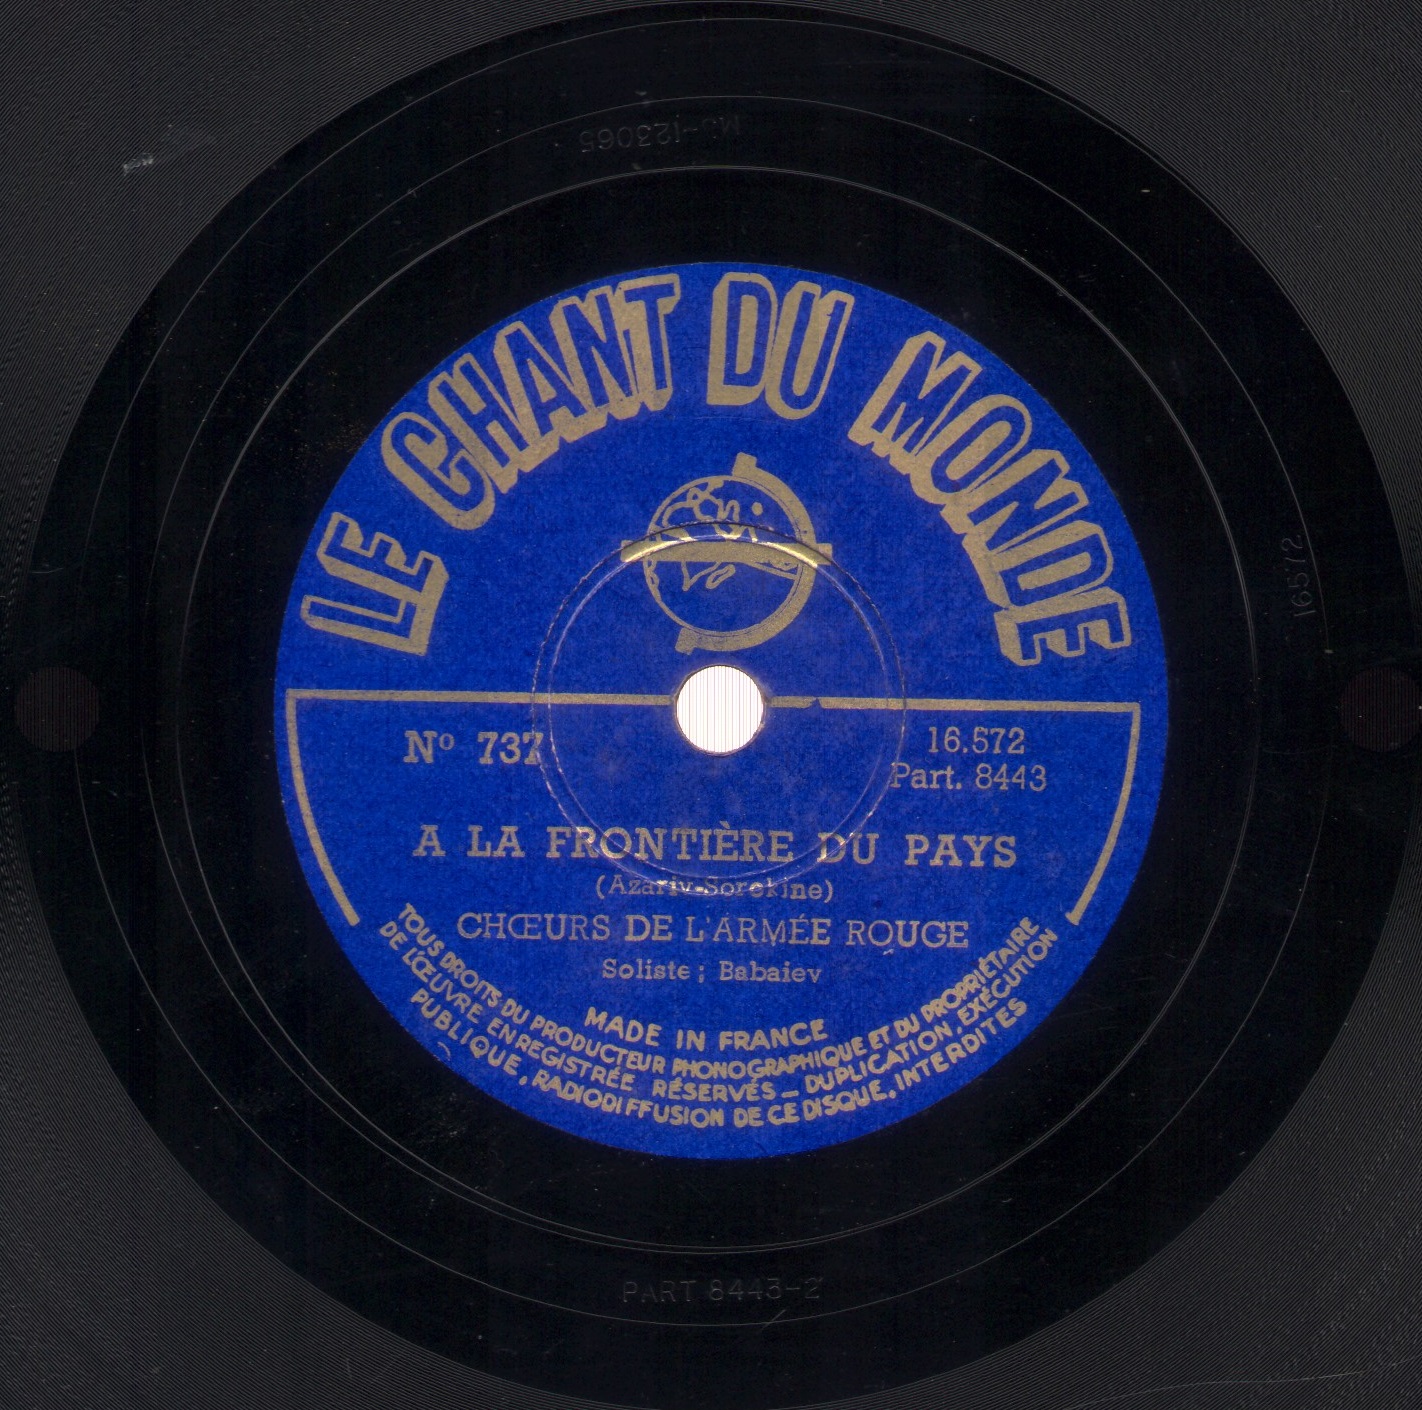 LE CHANT DU MONDE
Nº 737
16.572
Part. 8443
A LA FRONTIÈRE DU PAYS
(Azariy-Sorokine)
CHŒURS DE L'ARMÉE ROUGE
Soliste ; Babaiev
MADE IN FRANCE
TOUS DROITS DU PRODUCTEUR PHONOGRAPHIQUE ET DU PROPRIÉTAIRE
DE L'ŒUVRE ENREGISTRÉE RÉSERVÉS — DUPLICATION, EXÉCUTION
PUBLIQUE, RADIODIFFUSION DE CE DISQUE, INTERDITES
16572
PART 8443-2